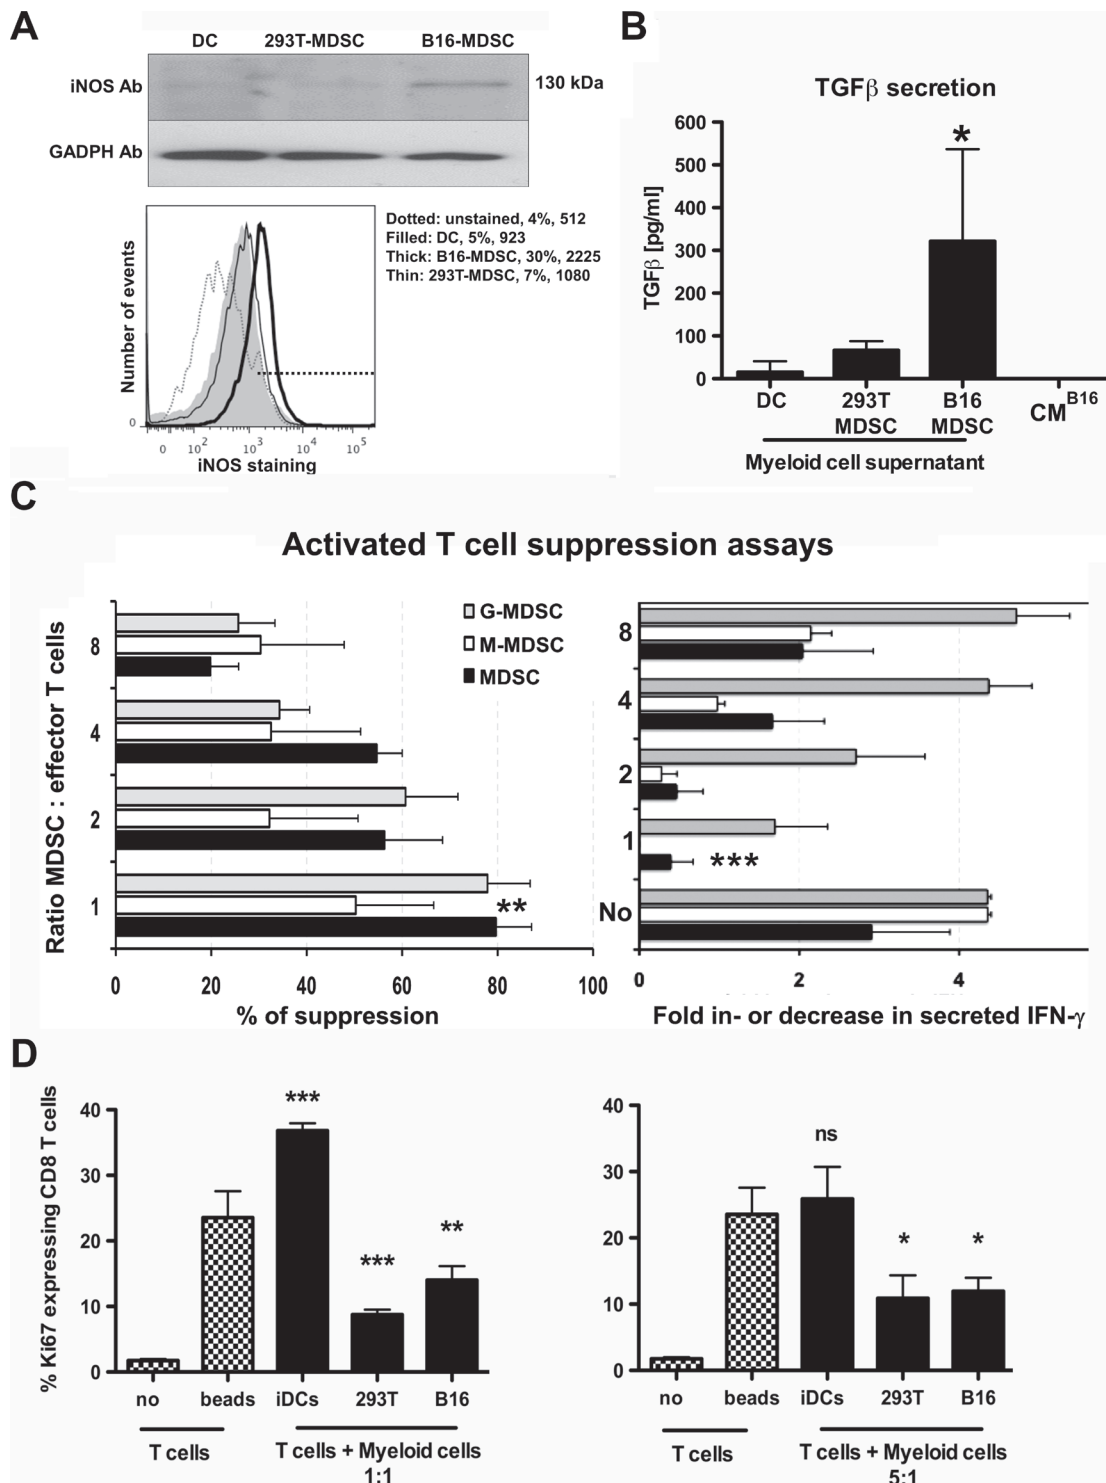 A
DC 293T-MDSC B16-MDSC
iNOS Ab 130 kDa
GADPH Ab
Dotted: unstained, 4%, 512
Filled: DC, 5%, 923
Thick: B16-MDSC, 30%, 2225
Thin: 293T-MDSC, 7%, 1080
Number of events
0
0 10² 10³ 10⁴ 10⁵
iNOS staining
B
TGFβ secretion
TGFβ [pg/ml]
600
500
400
300
200
100
0
*
DC 293T B16 CM^B16
MDSC MDSC
Myeloid cell supernatant
C
Activated T cell suppression assays
Ratio MDSC : effector T cells
G-MDSC
M-MDSC
MDSC
8
4
2
1
**
0 20 40 60 80 100
% of suppression
8
4
2
1
***
No
0 2 4
Fold in- or decrease in secreted IFN-γ
D
% Ki67 expressing CD8 T cells
40
30
20
10
0
***
***
**
no beads iDCs 293T B16
T cells T cells + Myeloid cells
1:1
40
30
20
10
0
ns
* *
no beads iDCs 293T B16
T cells T cells + Myeloid cells
5:1